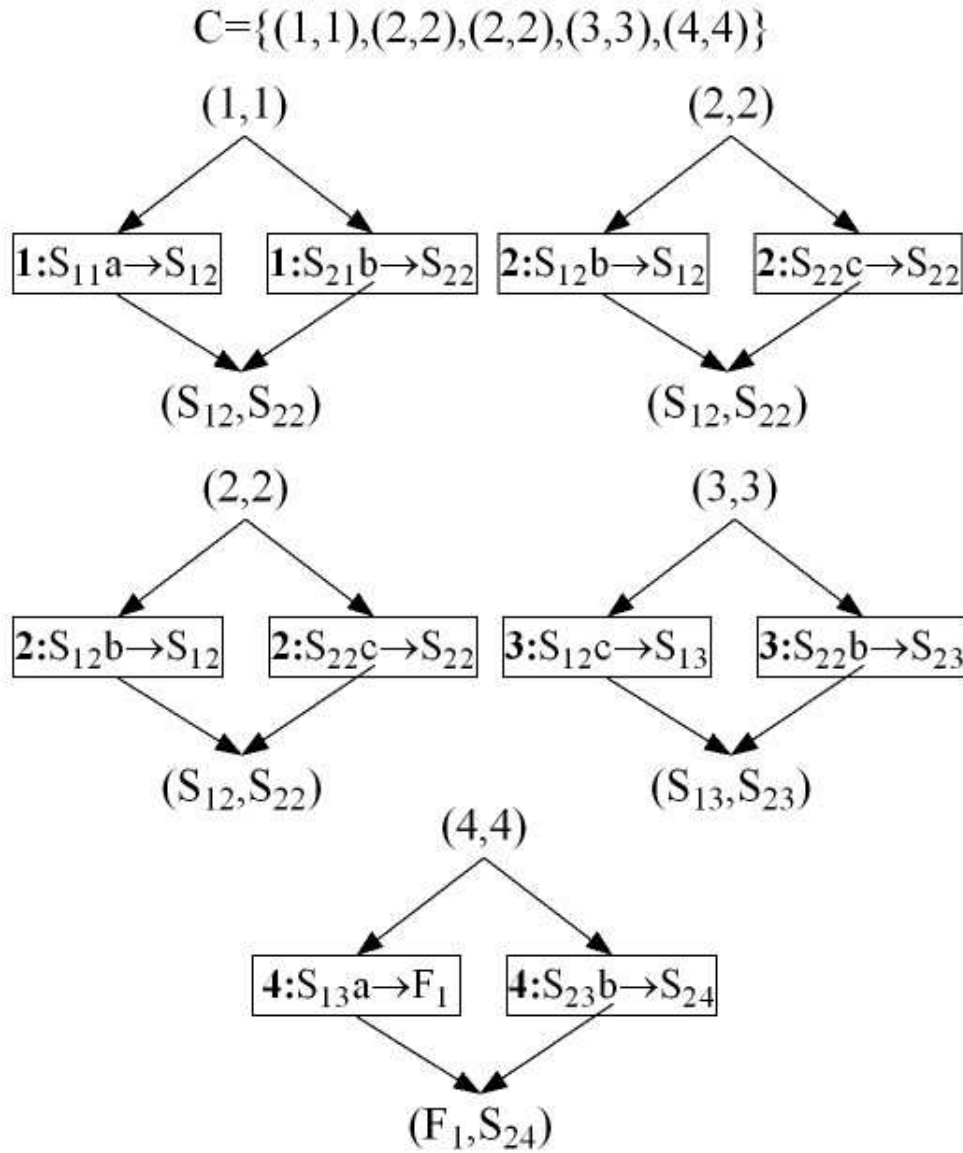 C={(1,1),(2,2),(2,2),(3,3),(4,4)}
(1,1) (2,2)
1:S₁₁a→S₁₂ 1:S₂₁b→S₂₂ 2:S₁₂b→S₁₂ 2:S₂₂c→S₂₂
(S₁₂,S₂₂) (S₁₂,S₂₂)
(2,2) (3,3)
2:S₁₂b→S₁₂ 2:S₂₂c→S₂₂ 3:S₁₂c→S₁₃ 3:S₂₂b→S₂₃
(S₁₂,S₂₂) (S₁₃,S₂₃)
(4,4)
4:S₁₃a→F₁ 4:S₂₃b→S₂₄
(F₁,S₂₄)